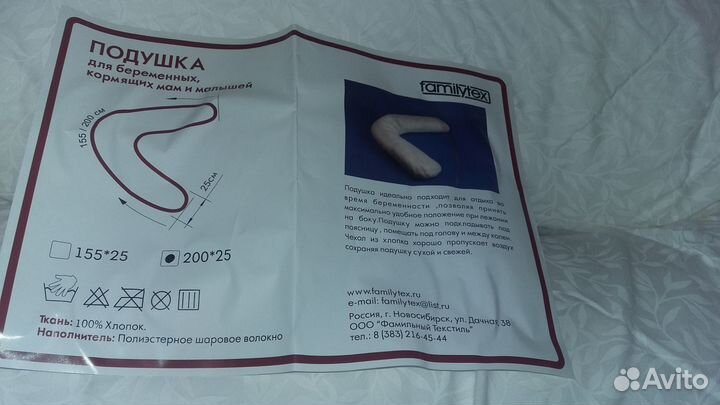 ПОДУШКА
для беременных,
кормящих мам и малышей
155 / 200 см
25см
155*25
200*25
Ткань: 100% Хлопок.
Наполнитель: Полиэстерное шаровое волокно
familytex
Подушка идеально подходит для отдыха во
время беременности ,позволяя принять
максимально удобное положение при лежании
на боку.Подушку можно подкладывать под
поясницу , помещать под голову и между колен.
Чехол из хлопка хорошо пропускает воздух
сохраняя подушку сухой и свежей.
www.familytex.ru
e-mail: familytex@list.ru
Россия, г. Новосибирск, ул. Дачная, 38
ООО "Фамильный Текстиль"
тел.: 8 (383) 216-45-44
Avito